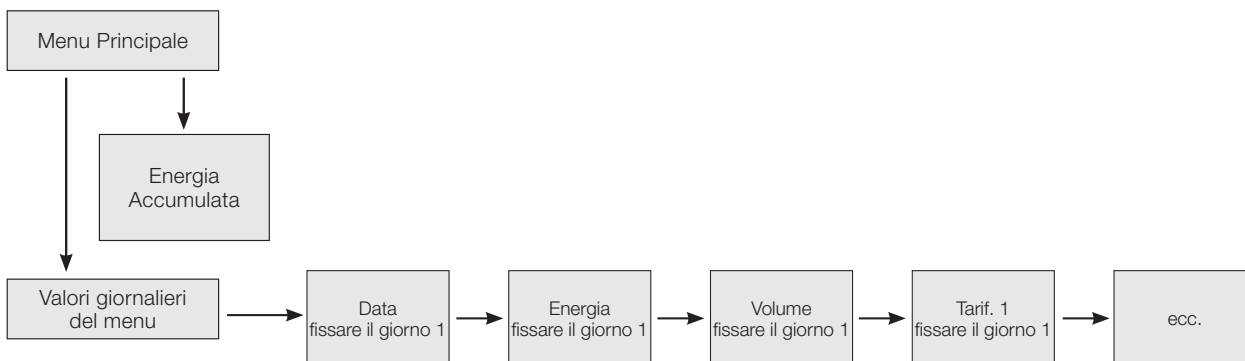 Menu Principale
Energia
Accumulata
Valori giornalieri
del menu
Data
fissare il giorno 1
Energia
fissare il giorno 1
Volume
fissare il giorno 1
Tarif. 1
fissare il giorno 1
ecc.